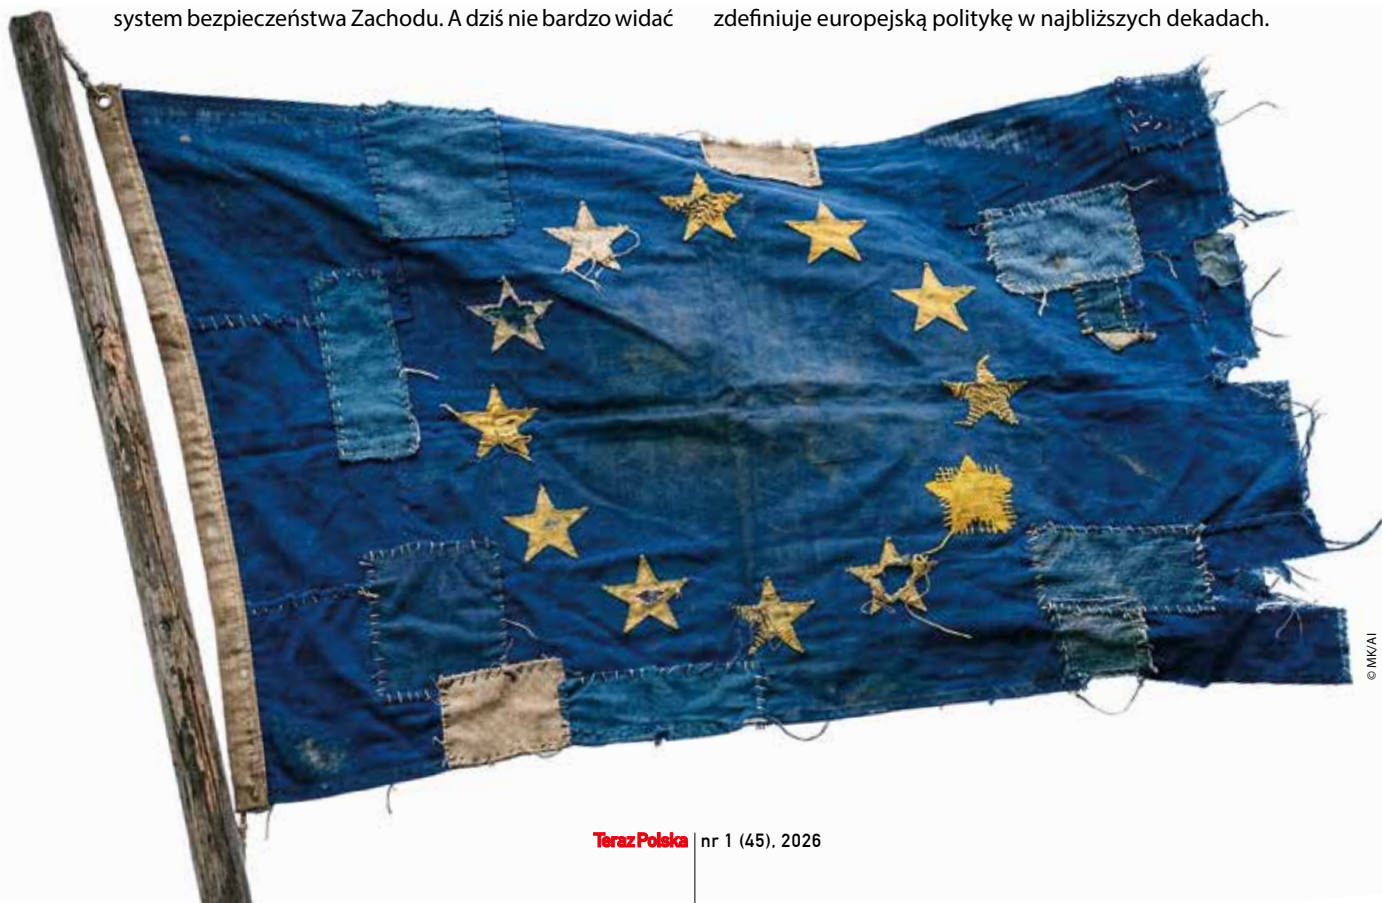 system bezpieczeństwa Zachodu. A dziś nie bardzo widać
zdefiniuje europejską politykę w najbliższych dekadach.
© MK/AI
Teraz Polska | nr 1 (45), 2026